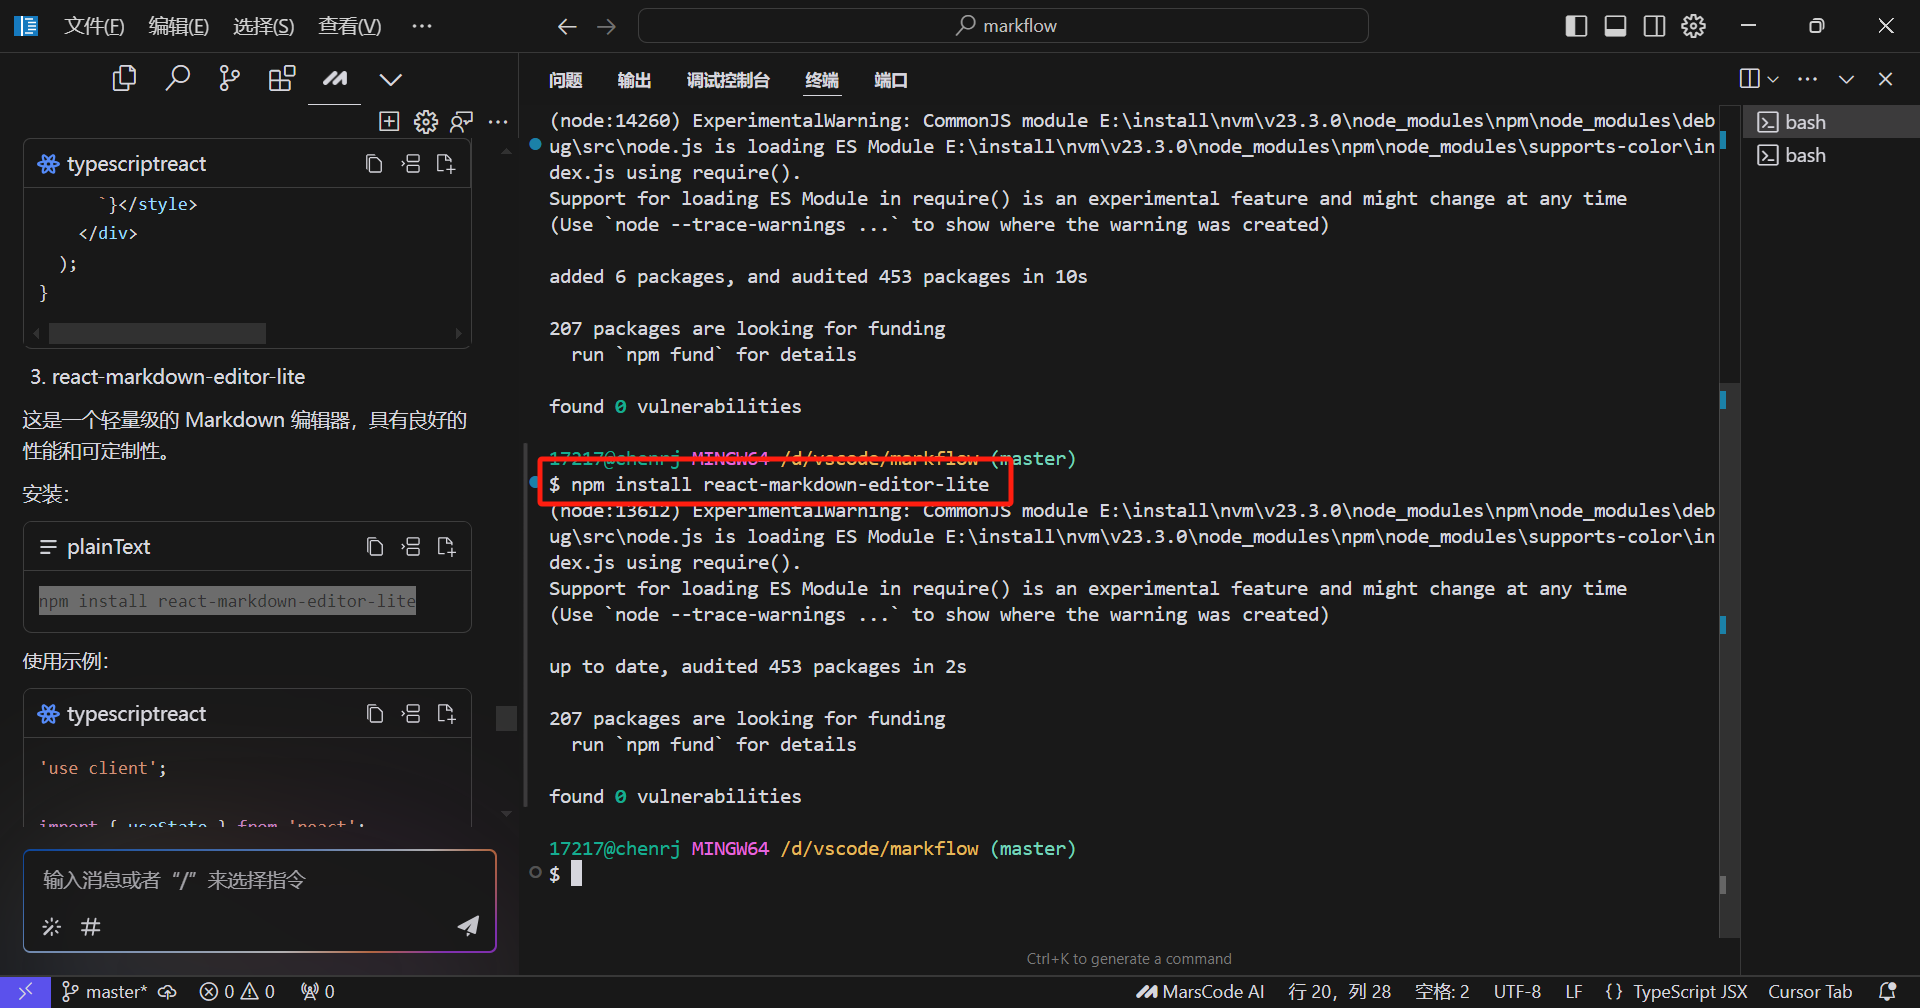 文件(F) 编辑(E) 选择(S) 查看(V) ··· markflow
typescriptreact
`}</style>
</div>
);
}
3. react-markdown-editor-lite
这是一个轻量级的 Markdown 编辑器，具有良好的
性能和可定制性。
安装：
plainText
npm install react-markdown-editor-lite
使用示例：
typescriptreact
'use client';
import { useState } from 'react';
输入消息或者 “/” 来选择指令
问题 输出 调试控制台 终端 端口
(node:14260) ExperimentalWarning: CommonJS module E:\install\nvm\v23.3.0\node_modules\npm\node_modules\deb
ug\src\node.js is loading ES Module E:\install\nvm\v23.3.0\node_modules\npm\node_modules\supports-color\in
dex.js using require().
Support for loading ES Module in require() is an experimental feature and might change at any time
(Use `node --trace-warnings ...` to show where the warning was created)
added 6 packages, and audited 453 packages in 10s
207 packages are looking for funding
run `npm fund` for details
found 0 vulnerabilities
17217@chenrj MINGW64 /d/vscode/markflow (master)
$ npm install react-markdown-editor-lite
(node:13612) ExperimentalWarning: CommonJS module E:\install\nvm\v23.3.0\node_modules\npm\node_modules\deb
ug\src\node.js is loading ES Module E:\install\nvm\v23.3.0\node_modules\npm\node_modules\supports-color\in
dex.js using require().
Support for loading ES Module in require() is an experimental feature and might change at any time
(Use `node --trace-warnings ...` to show where the warning was created)
up to date, audited 453 packages in 2s
207 packages are looking for funding
run `npm fund` for details
found 0 vulnerabilities
17217@chenrj MINGW64 /d/vscode/markflow (master)
$
Ctrl+K to generate a command
bash
bash
master* 0 0 0 MarsCode AI 行 20，列 28 空格: 2 UTF-8 LF {} TypeScript JSX Cursor Tab